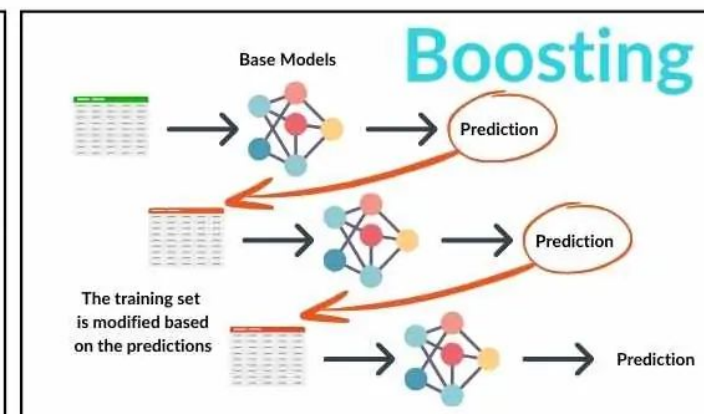 Boosting
Base Models
Prediction
Prediction
The training set
is modified based
on the predictions
Prediction